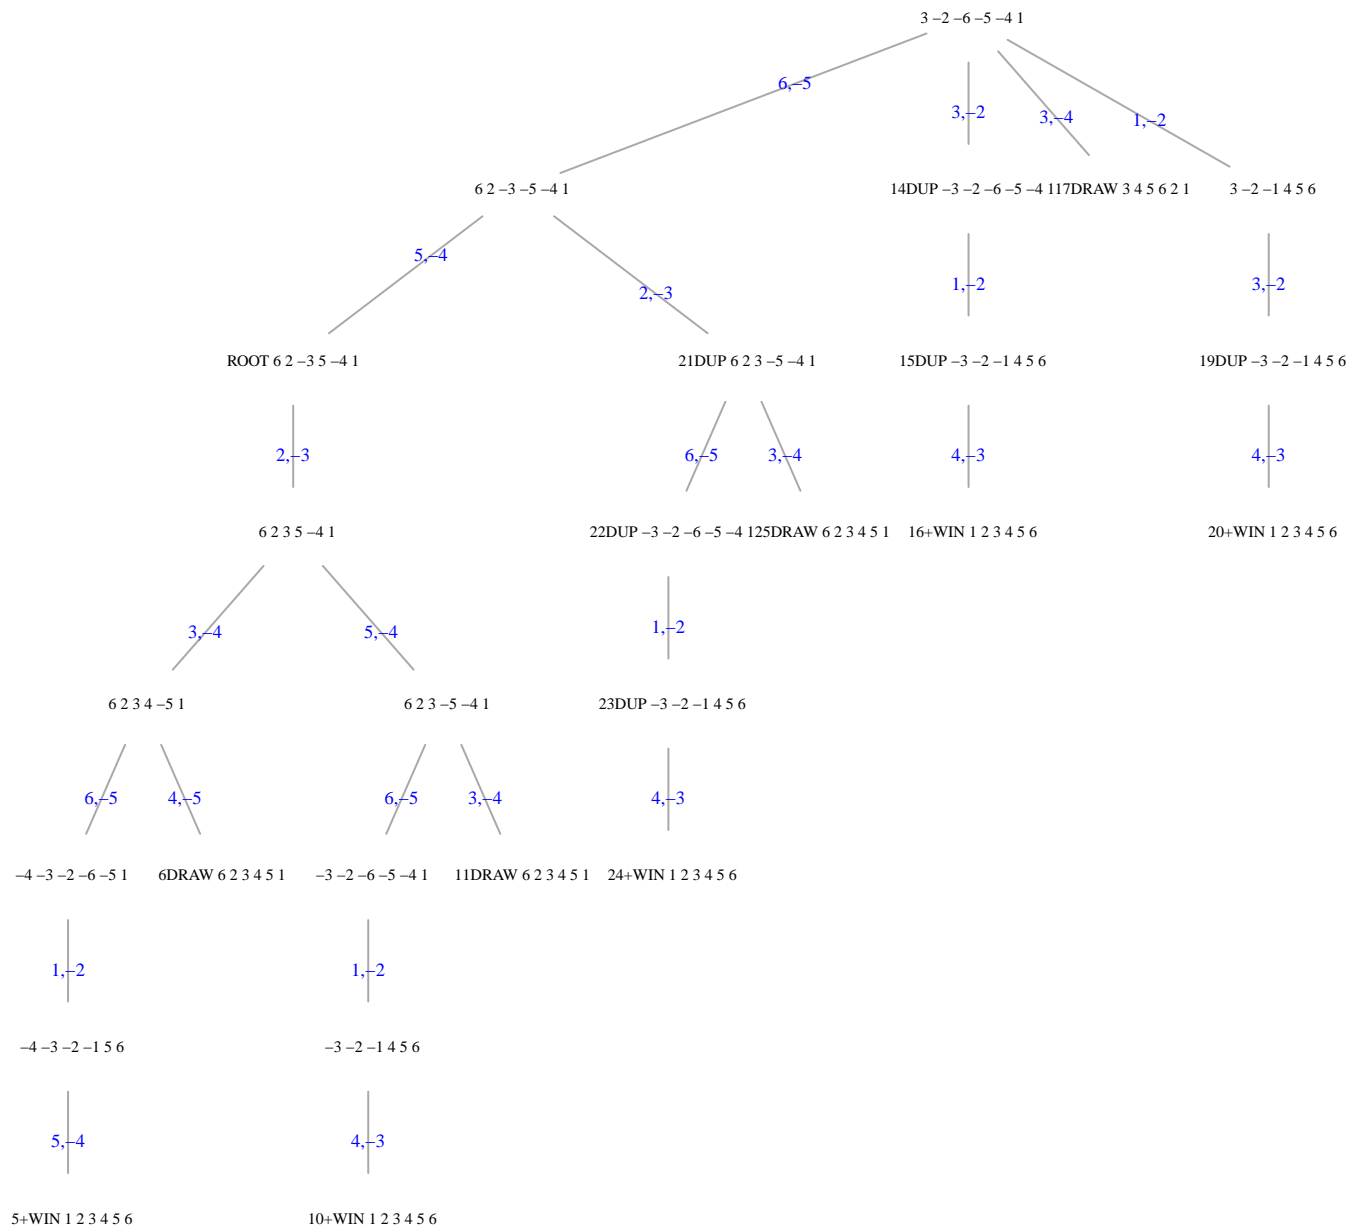 3 –2 –6 –5 –4 1
6,–5
3,–2
3,–4
1,–2
6 2 –3 –5 –4 1
14DUP –3 –2 –6 –5 –4 117DRAW 3 4 5 6 2 1
3 –2 –1 4 5 6
5,–4
2,–3
1,–2
3,–2
ROOT 6 2 –3 5 –4 1
21DUP 6 2 3 –5 –4 1
15DUP –3 –2 –1 4 5 6
19DUP –3 –2 –1 4 5 6
2,–3
6,–5
3,–4
4,–3
4,–3
6 2 3 5 –4 1
22DUP –3 –2 –6 –5 –4 125DRAW 6 2 3 4 5 1
16+WIN 1 2 3 4 5 6
20+WIN 1 2 3 4 5 6
3,–4
5,–4
1,–2
6 2 3 4 –5 1
6 2 3 –5 –4 1
23DUP –3 –2 –1 4 5 6
6,–5
4,–5
6,–5
3,–4
4,–3
–4 –3 –2 –6 –5 1
6DRAW 6 2 3 4 5 1
–3 –2 –6 –5 –4 1
11DRAW 6 2 3 4 5 1
24+WIN 1 2 3 4 5 6
1,–2
1,–2
–4 –3 –2 –1 5 6
–3 –2 –1 4 5 6
5,–4
4,–3
5+WIN 1 2 3 4 5 6
10+WIN 1 2 3 4 5 6